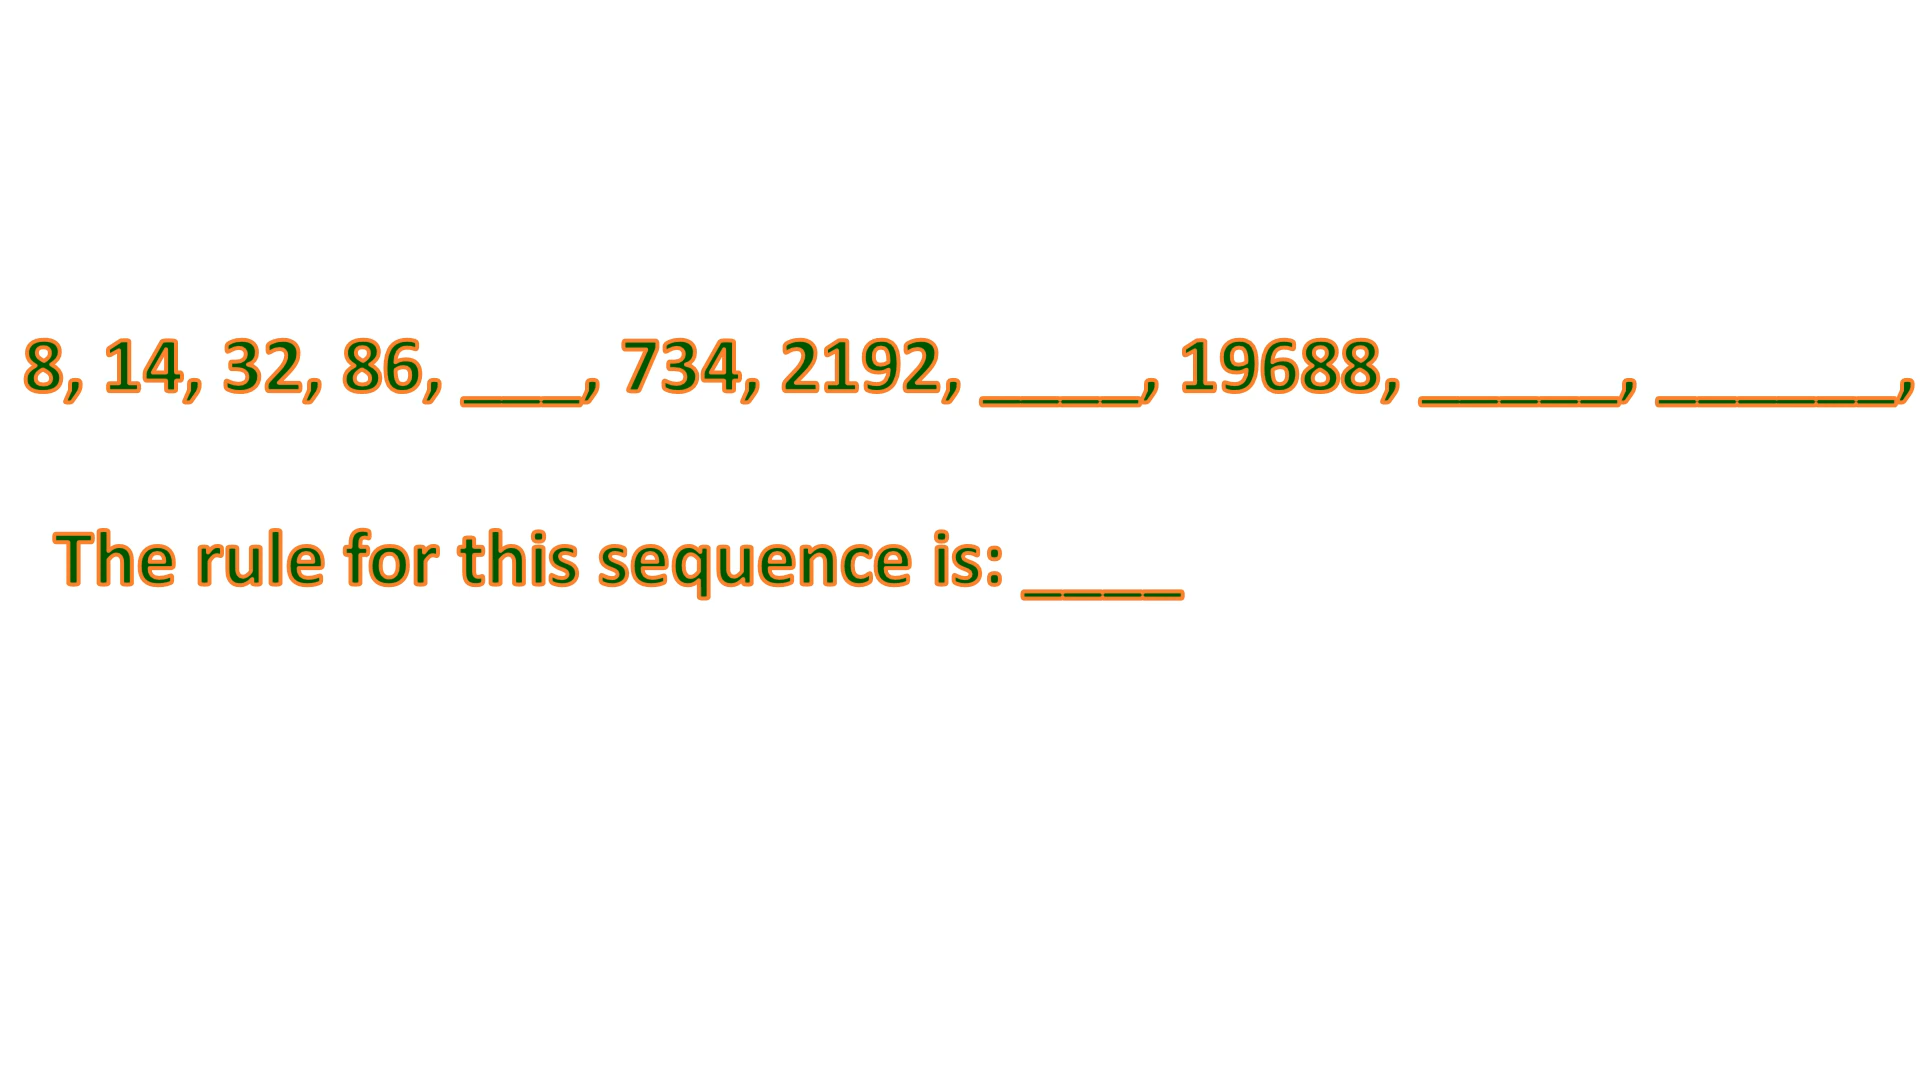 8, 14, 32, 86, ___, 734, 2192, ____, 19688, _____, ______,
The rule for this sequence is: ____